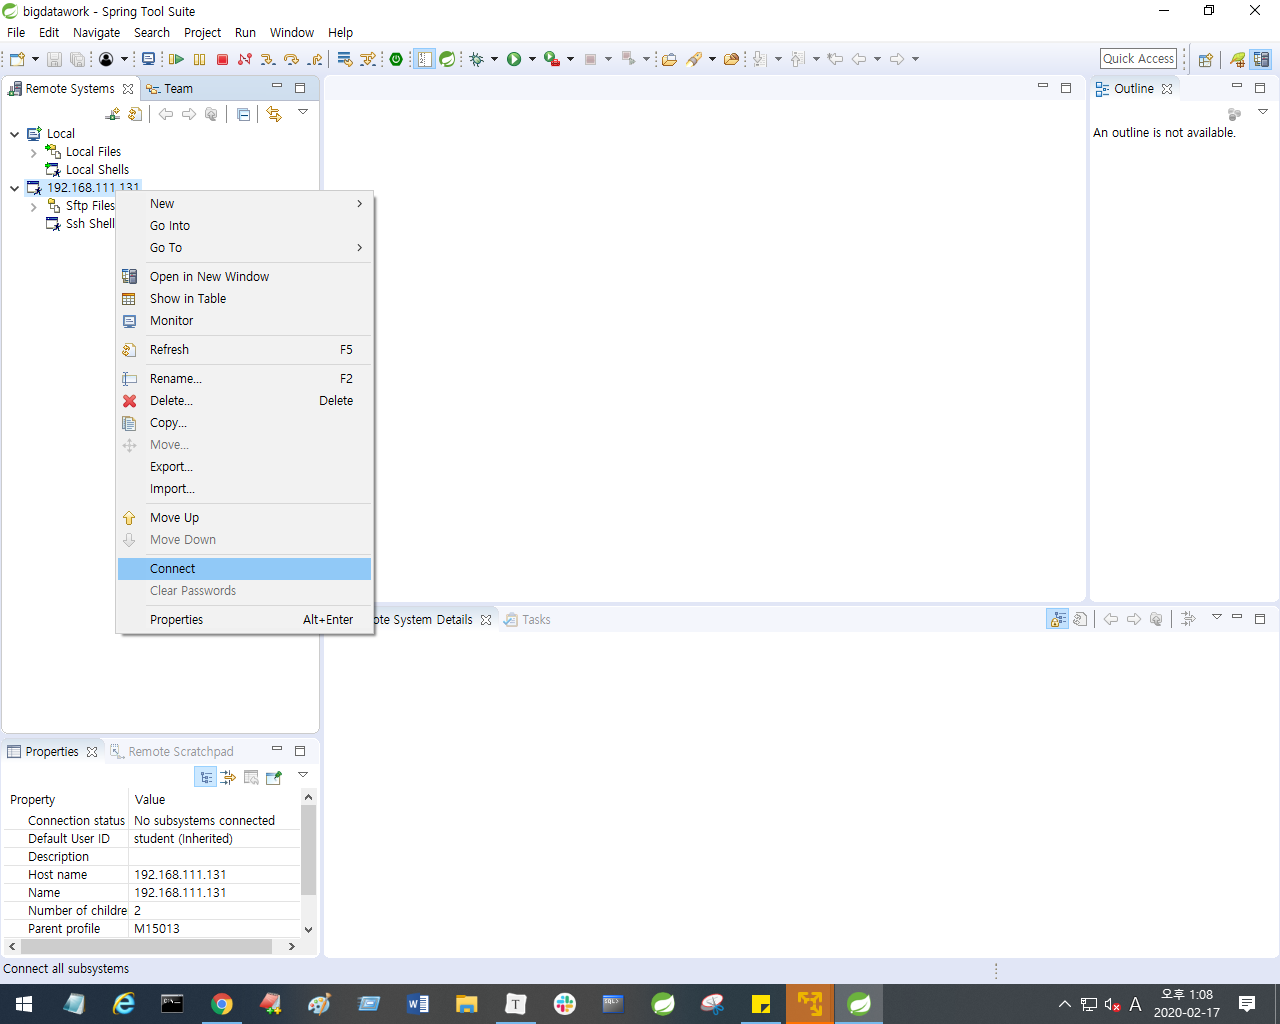 bigdatawork - Spring Tool Suite
File Edit Navigate Search Project Run Window Help
Quick Access
Remote Systems Team
Outline
An outline is not available.
Local
Local Files
Local Shells
192.168.111.131
Sftp Files
Ssh Shell
New
Go Into
Go To
Open in New Window
Show in Table
Monitor
Refresh F5
Rename... F2
Delete... Delete
Copy...
Move...
Export...
Import...
Move Up
Move Down
Connect
Clear Passwords
Properties Alt+Enter
ote System Details Tasks
Properties Remote Scratchpad
Property Value
Connection status No subsystems connected
Default User ID student (Inherited)
Description
Host name 192.168.111.131
Name 192.168.111.131
Number of childre 2
Parent profile M15013
Connect all subsystems
T
A
오후 1:08
2020-02-17